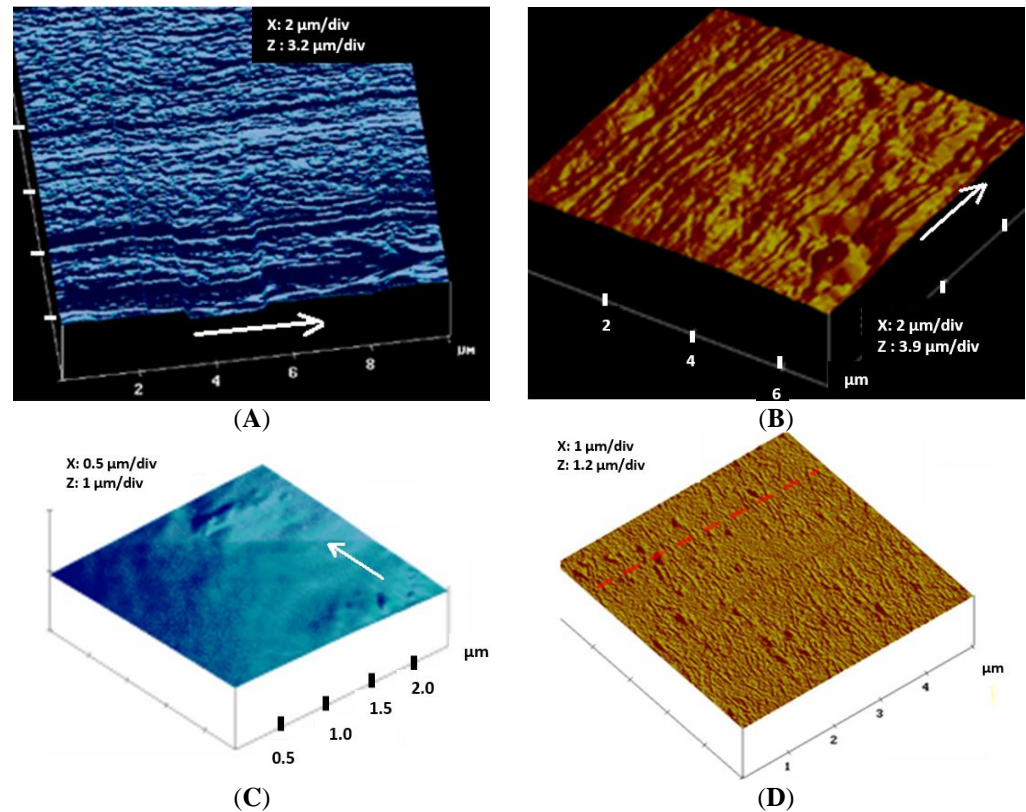 X: 2 µm/div
Z : 3.2 µm/div
2
4
6
8
µM
(A)
2
4
6
µm
X: 2 µm/div
Z : 3.9 µm/div
(B)
X: 0.5 µm/div
Z: 1 µm/div
0.5
1.0
1.5
2.0
µm
(C)
X: 1 µm/div
Z: 1.2 µm/div
1
2
3
4
µm
(D)